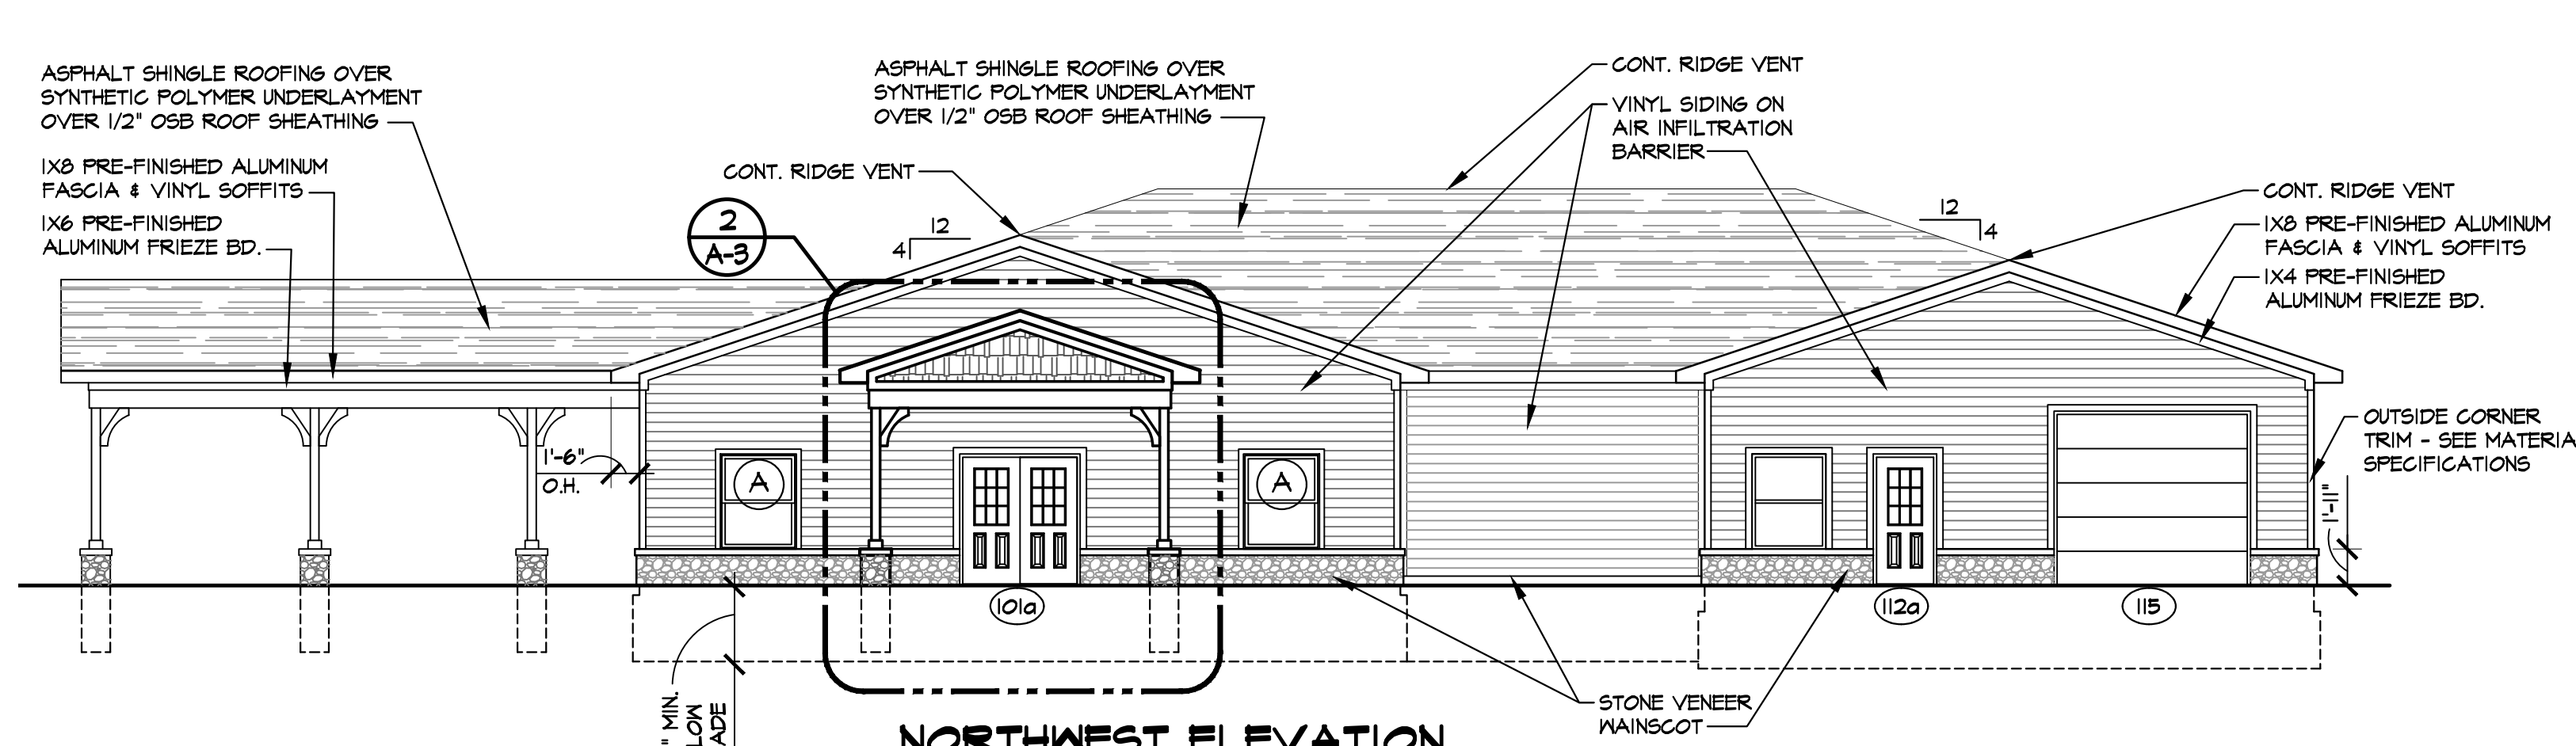 ASPHALT SHINGLE ROOFING OVER
SYNTHETIC POLYMER UNDERLAYMENT
OVER 1/2" OSB ROOF SHEATHING
1X8 PRE-FINISHED ALUMINUM
FASCIA & VINYL SOFFITS
1X6 PRE-FINISHED
ALUMINUM FRIEZE BD.
ASPHALT SHINGLE ROOFING OVER
SYNTHETIC POLYMER UNDERLAYMENT
OVER 1/2" OSB ROOF SHEATHING
CONT. RIDGE VENT
2
A-3
12
4
CONT. RIDGE VENT
VINYL SIDING ON
AIR INFILTRATION
BARRIER
12
4
CONT. RIDGE VENT
1X8 PRE-FINISHED ALUMINUM
FASCIA & VINYL SOFFITS
1X4 PRE-FINISHED
ALUMINUM FRIEZE BD.
OUTSIDE CORNER
TRIM - SEE MATERIA
SPECIFICATIONS
1'-6"
O.H.
A
A
1'-11"
101a
112a
115
" MIN.
LOW
ADE
STONE VENEER
WAINSCOT
NORTHWEST ELEVATION